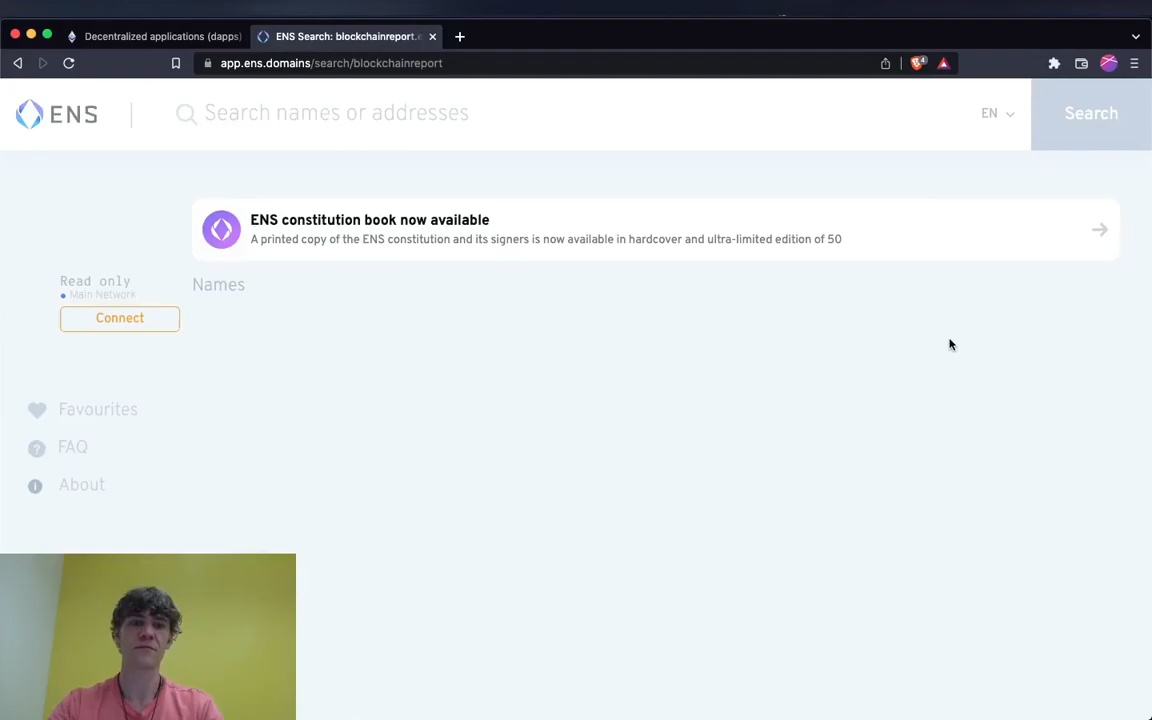 Decentralized applications (dapps)
ENS Search: blockchainreport.e
app.ens.domains/search/blockchainreport
4
ENS
Search names or addresses
EN
Search
ENS constitution book now available
A printed copy of the ENS constitution and its signers is now available in hardcover and ultra-limited edition of 50
Read only
Main Network
Connect
Names
Favourites
FAQ
About